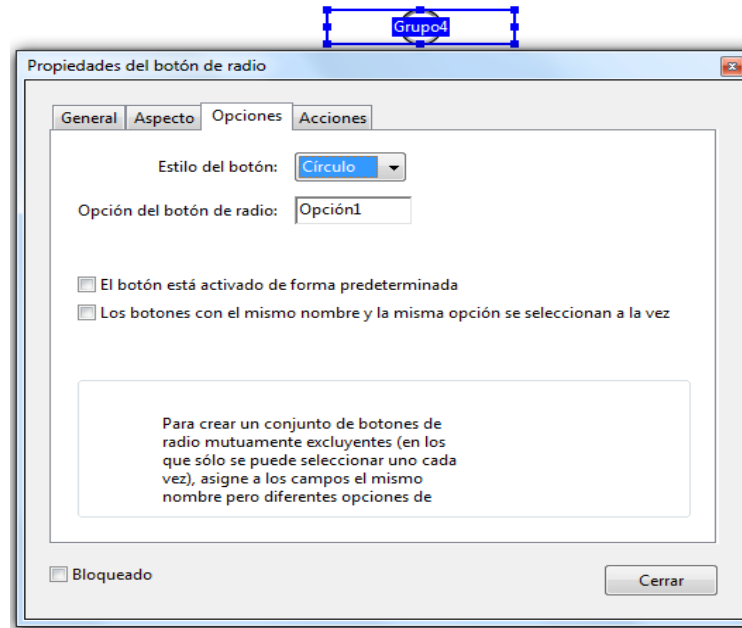 Grupo4
Propiedades del botón de radio
General Aspecto Opciones Acciones
Estilo del botón: Círculo
Opción del botón de radio: Opción1
El botón está activado de forma predeterminada
Los botones con el mismo nombre y la misma opción se seleccionan a la vez
Para crear un conjunto de botones de
radio mutuamente excluyentes (en los
que sólo se puede seleccionar uno cada
vez), asigne a los campos el mismo
nombre pero diferentes opciones de
Bloqueado
Cerrar